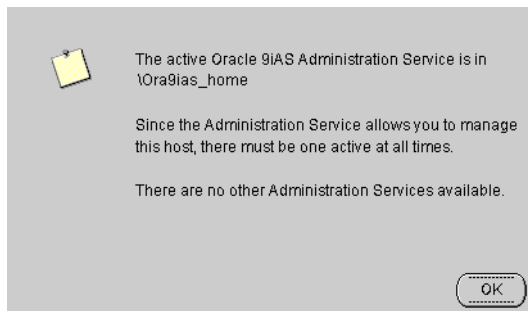 The active Oracle 9iAS Administration Service is in
\Ora9ias_home
Since the Administration Service allows you to manage
this host, there must be one active at all times.
There are no other Administration Services available.
OK